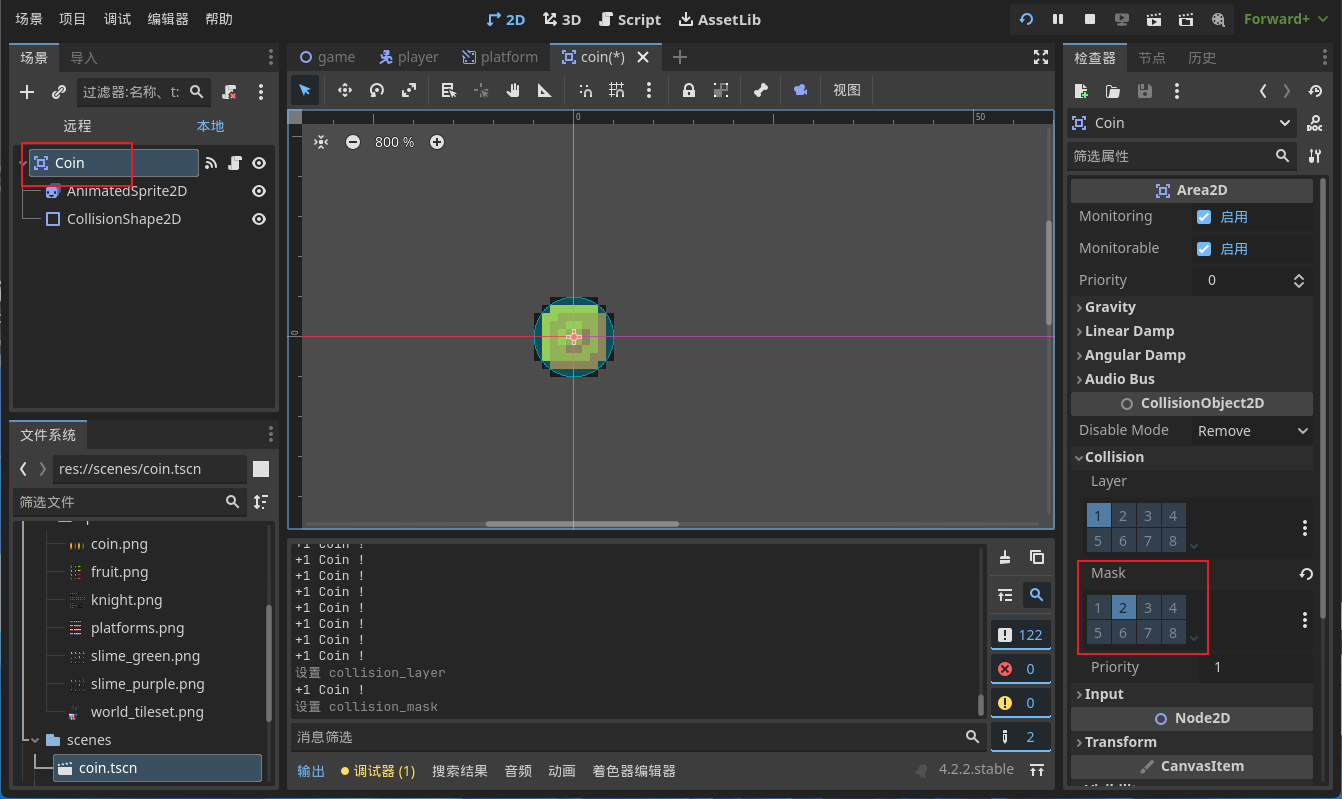 场景 项目 调试 编辑器 帮助 2D 3D Script AssetLib Forward+
场景 导入
过滤器:名称、t:
远程 本地
Coin
AnimatedSprite2D
CollisionShape2D
文件系统
res://scenes/coin.tscn
筛选文件
coin.png
fruit.png
knight.png
platforms.png
slime_green.png
slime_purple.png
world_tileset.png
scenes
coin.tscn
game player platform coin(*)
视图
0 50
800 %
0
+1 Coin !
+1 Coin !
+1 Coin !
+1 Coin !
+1 Coin !
+1 Coin !
+1 Coin !
+1 Coin !
设置 collision_layer
+1 Coin !
设置 collision_mask
122
0
0
2
消息筛选
输出 调试器 (1) 搜索结果 音频 动画 着色器编辑器 4.2.2.stable
检查器 节点 历史
Coin
筛选属性
Area2D
Monitoring 启用
Monitorable 启用
Priority 0
Gravity
Linear Damp
Angular Damp
Audio Bus
CollisionObject2D
Disable Mode Remove
Collision
Layer
1 2 3 4
5 6 7 8
Mask
1 2 3 4
5 6 7 8
Priority 1
Input
Node2D
Transform
CanvasItem